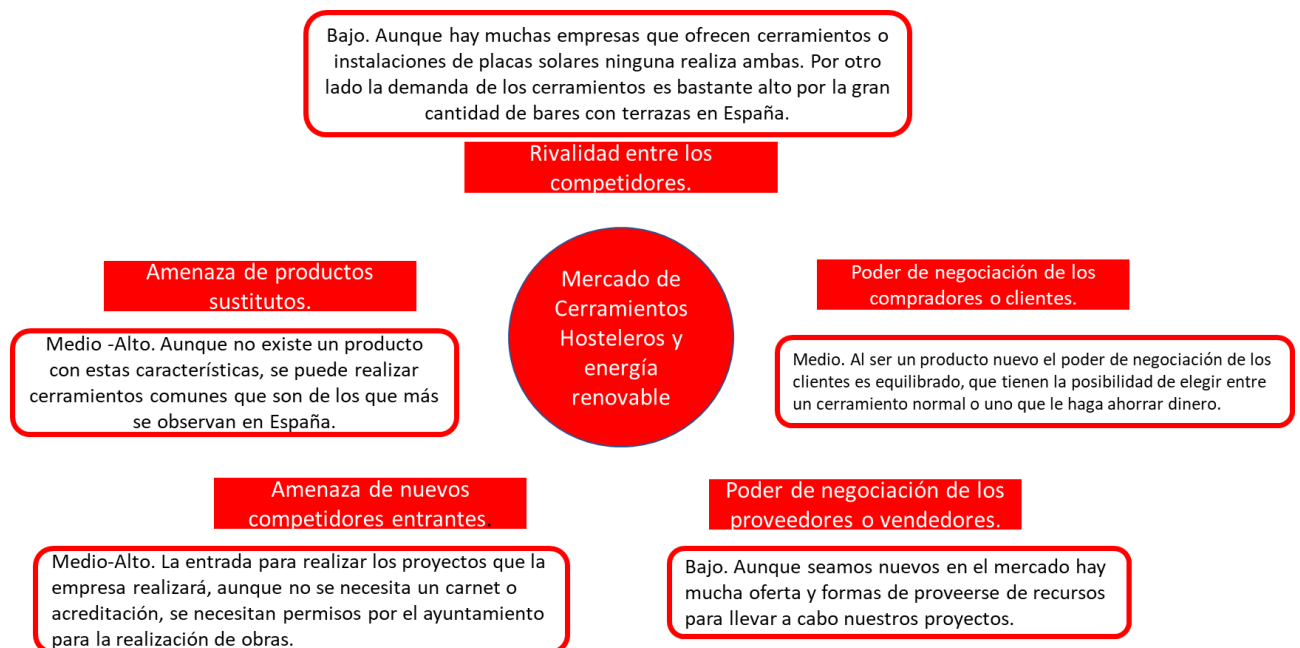 Bajo. Aunque hay muchas empresas que ofrecen cerramientos o
instalaciones de placas solares ninguna realiza ambas. Por otro
lado la demanda de los cerramientos es bastante alto por la gran
cantidad de bares con terrazas en España.
Rivalidad entre los
competidores.
Amenaza de productos
sustitutos.
Medio -Alto. Aunque no existe un producto
con estas características, se puede realizar
cerramientos comunes que son de los que más
se observan en España.
Mercado de
Cerramientos
Hosteleros y
energía
renovable
Poder de negociación de los
compradores o clientes.
Medio. Al ser un producto nuevo el poder de negociación de los
clientes es equilibrado, que tienen la posibilidad de elegir entre
un cerramiento normal o uno que le haga ahorrar dinero.
Amenaza de nuevos
competidores entrantes.
Medio-Alto. La entrada para realizar los proyectos que la
empresa realizará, aunque no se necesita un carnet o
acreditación, se necesitan permisos por el ayuntamiento
para la realización de obras.
Poder de negociación de los
proveedores o vendedores.
Bajo. Aunque seamos nuevos en el mercado hay
mucha oferta y formas de proveerse de recursos
para llevar a cabo nuestros proyectos.